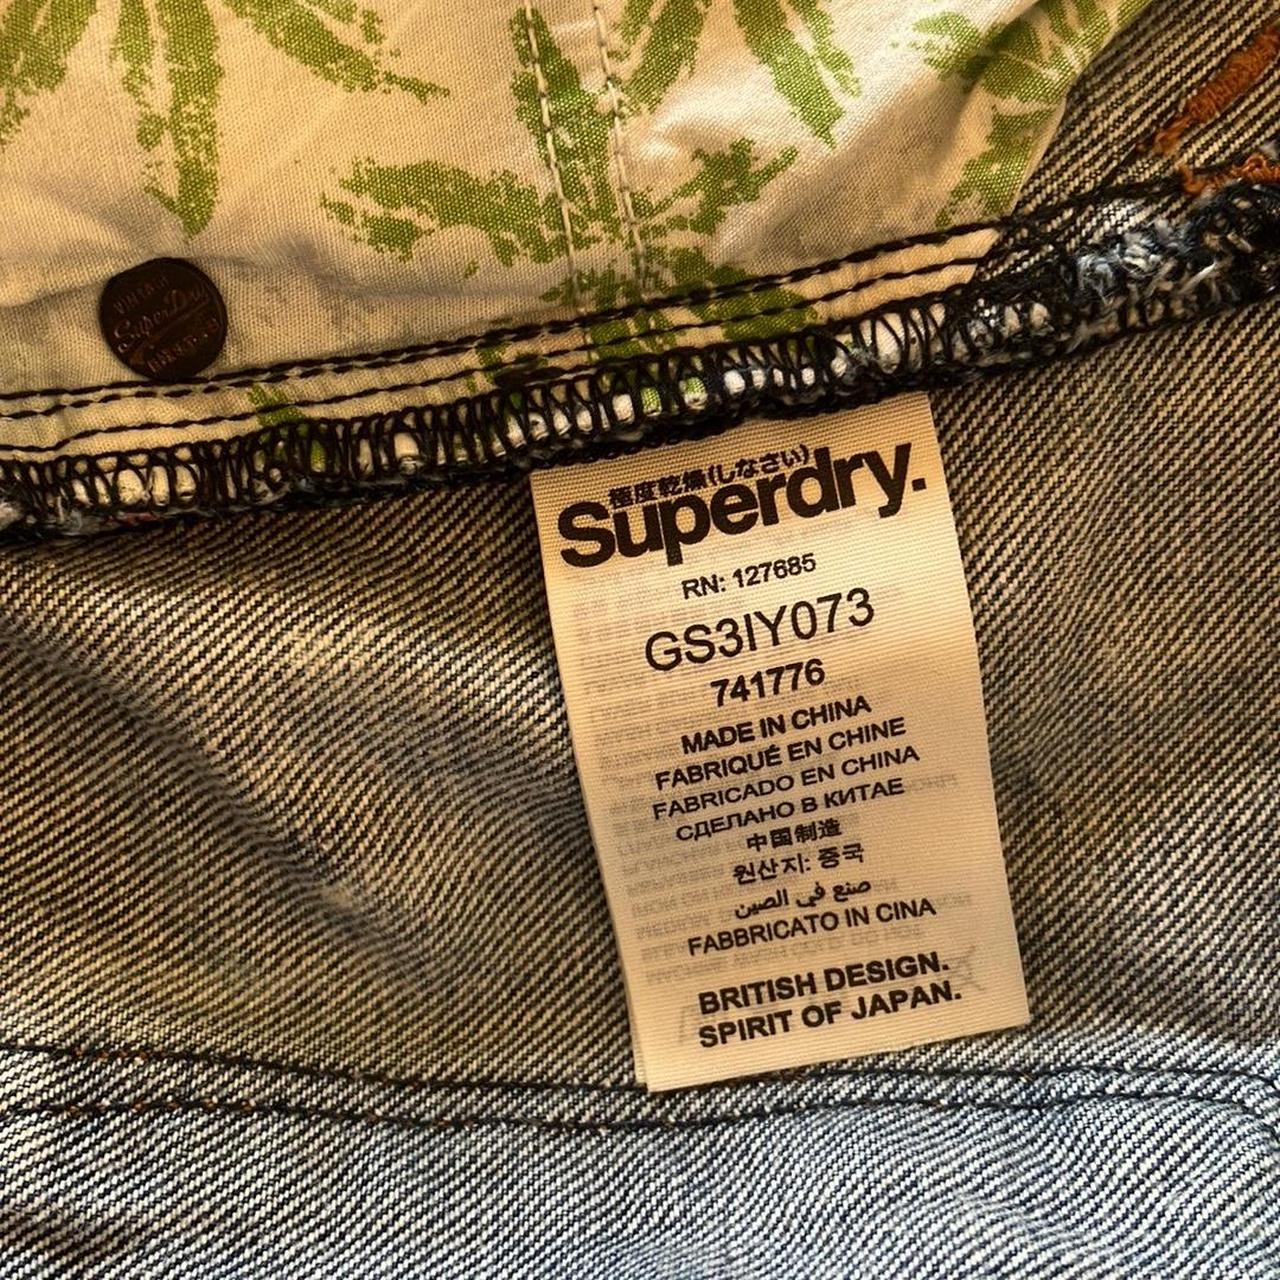 極度乾燥(しなさい)
Superdry.
RN: 127685
GS3IY073
741776
MADE IN CHINA
FABRIQUÉ EN CHINE
FABRICADO EN CHINA
СДЕЛАНО В КИТАЕ
中国制造
원산지: 중국
صنع في الصين
FABBRICATO IN CINA
BRITISH DESIGN.
SPIRIT OF JAPAN.
VINTAGE
SuperDry